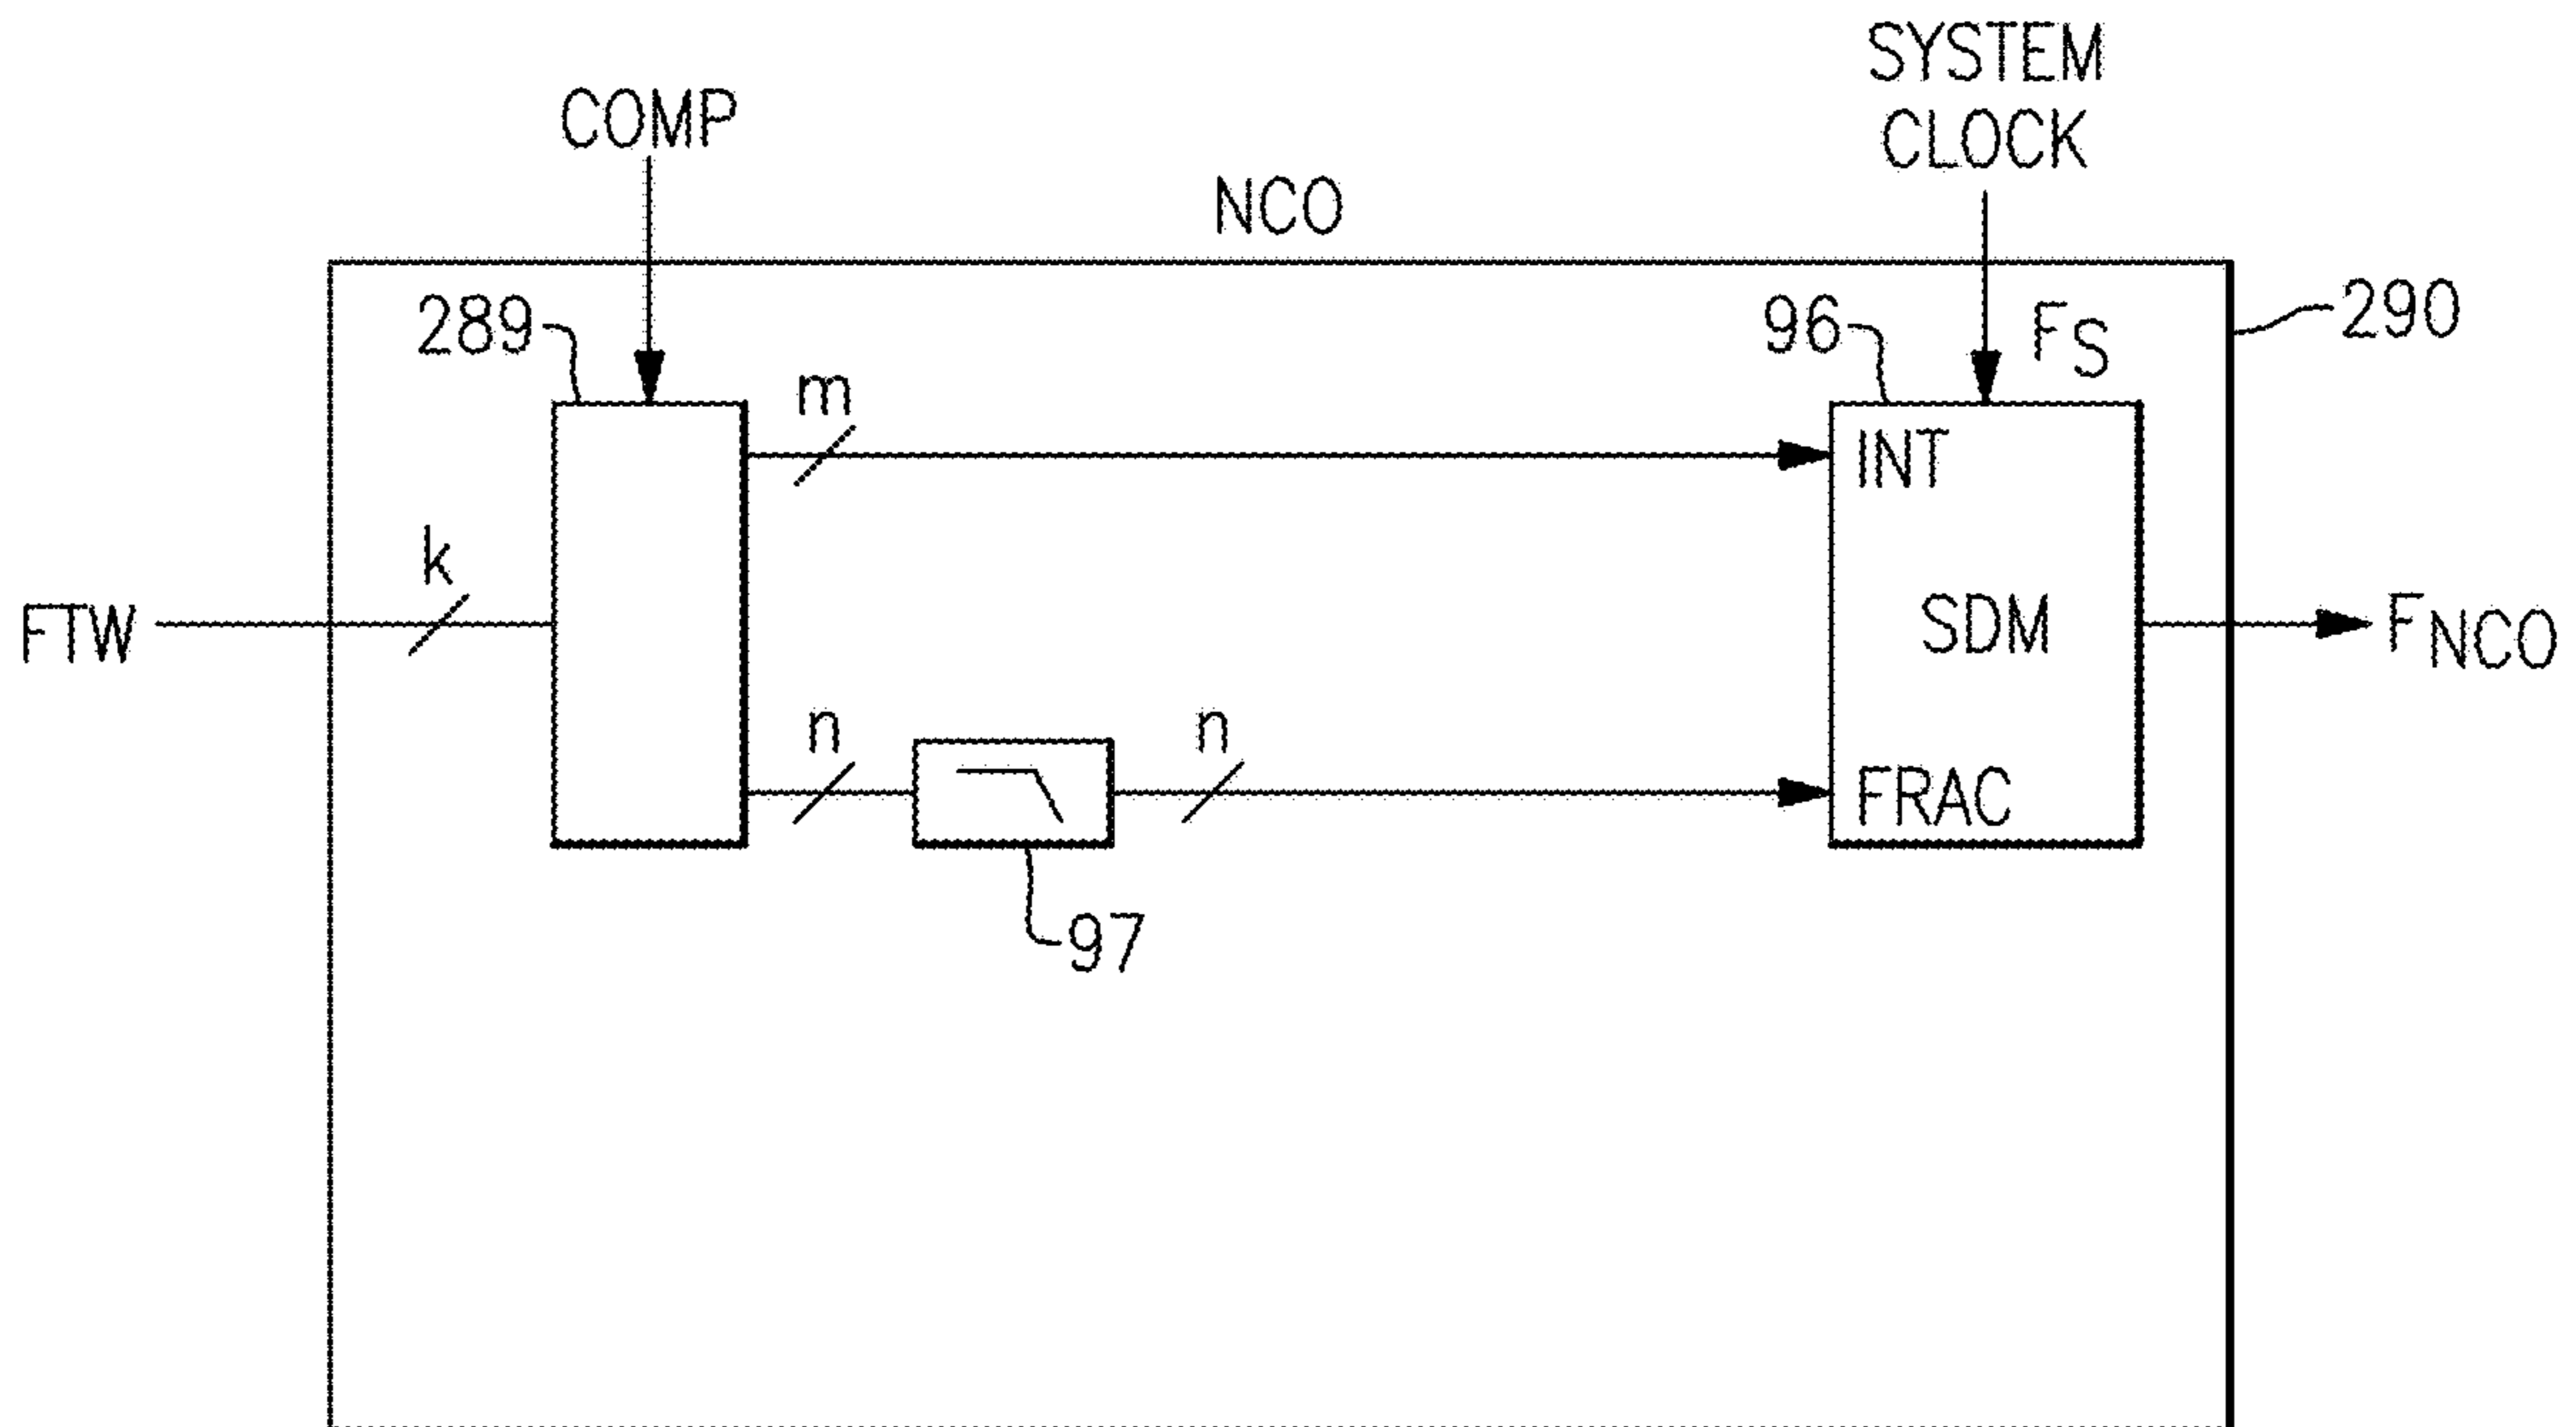 SYSTEM
CLOCK
COMP
NCO
289
96
FS
290
m
INT
k
FTW
SDM
FNCO
n
n
FRAC
97